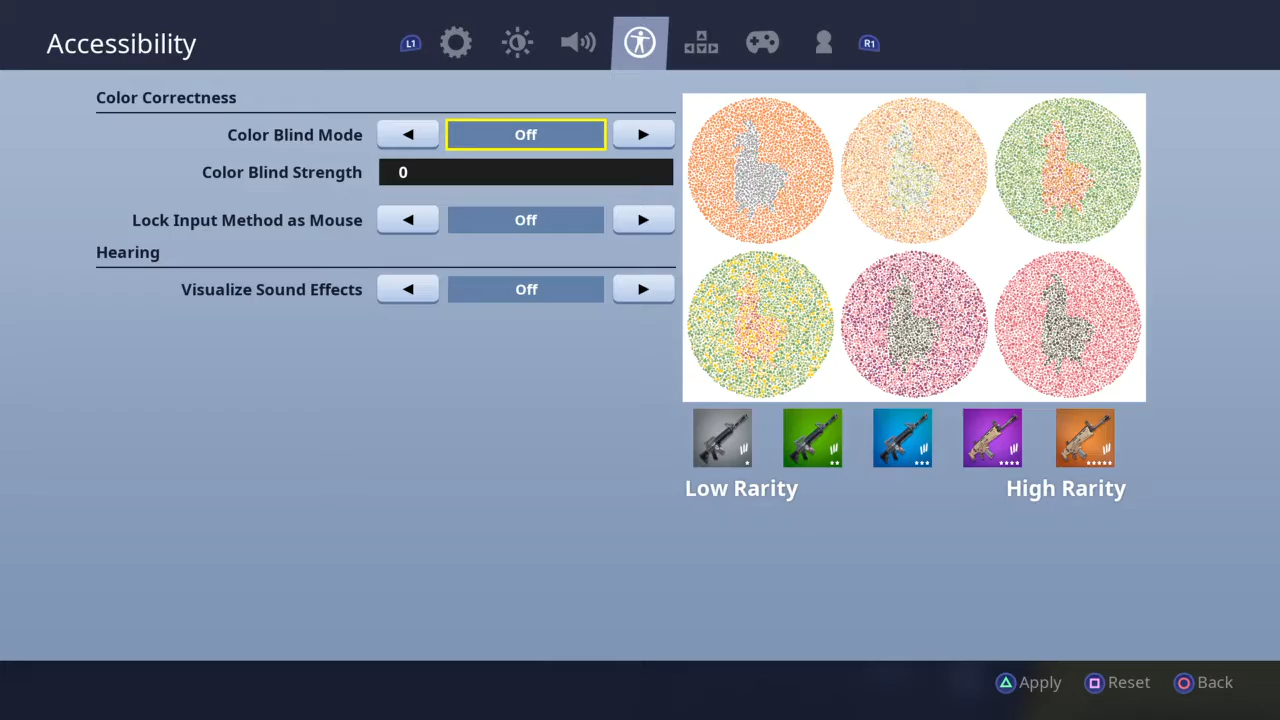 Accessibility
L1
R1
Color Correctness
Color Blind Mode
Off
Color Blind Strength
0
Lock Input Method as Mouse
Off
Hearing
Visualize Sound Effects
Off
Low Rarity
High Rarity
Apply
Reset
Back